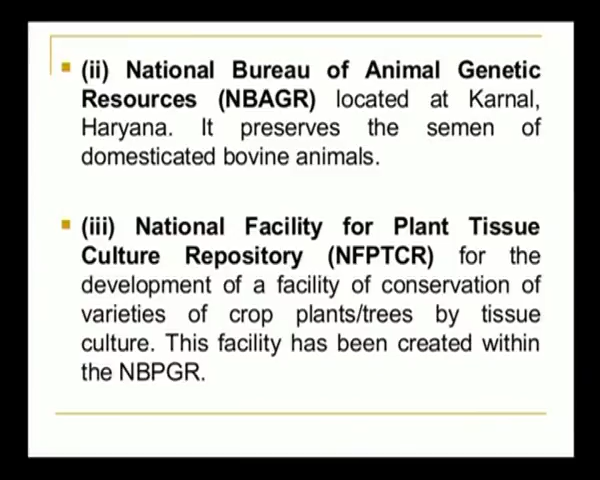 (ii) National Bureau of Animal Genetic
Resources (NBAGR) located at Karnal,
Haryana. It preserves the semen of
domesticated bovine animals.
(iii) National Facility for Plant Tissue
Culture Repository (NFPTCR) for the
development of a facility of conservation of
varieties of crop plants/trees by tissue
culture. This facility has been created within
the NBPGR.